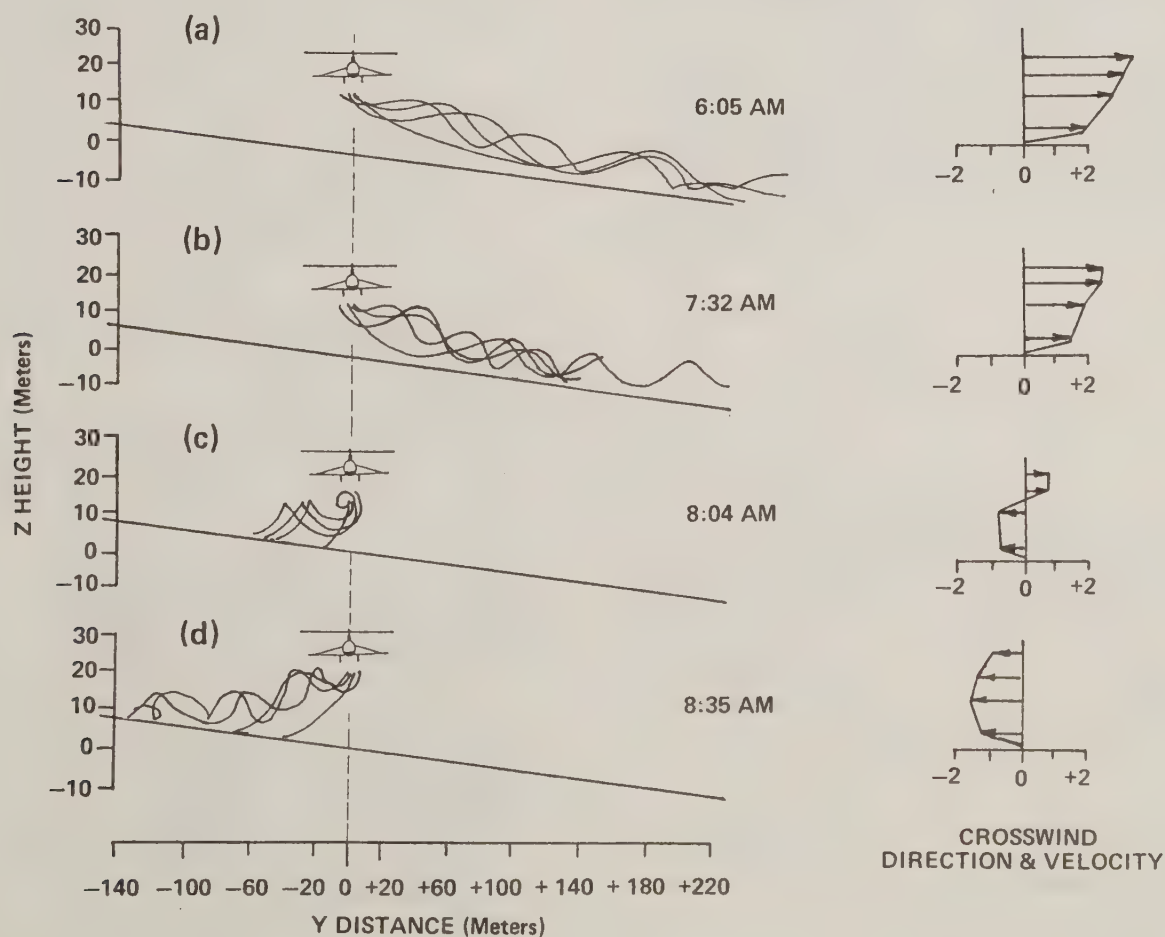 (a)
30
20
10
0
−10
6:05 AM
−2 0 +2
(b)
30
20
10
0
−10
7:32 AM
−2 0 +2
(c)
30
20
10
0
−10
8:04 AM
−2 0 +2
(d)
30
20
10
0
−10
8:35 AM
−2 0 +2
Z HEIGHT (Meters)
−140 −100 −60 −20 0 +20 +60 +100 + 140 +180 +220
Y DISTANCE (Meters)
CROSSWIND
DIRECTION & VELOCITY